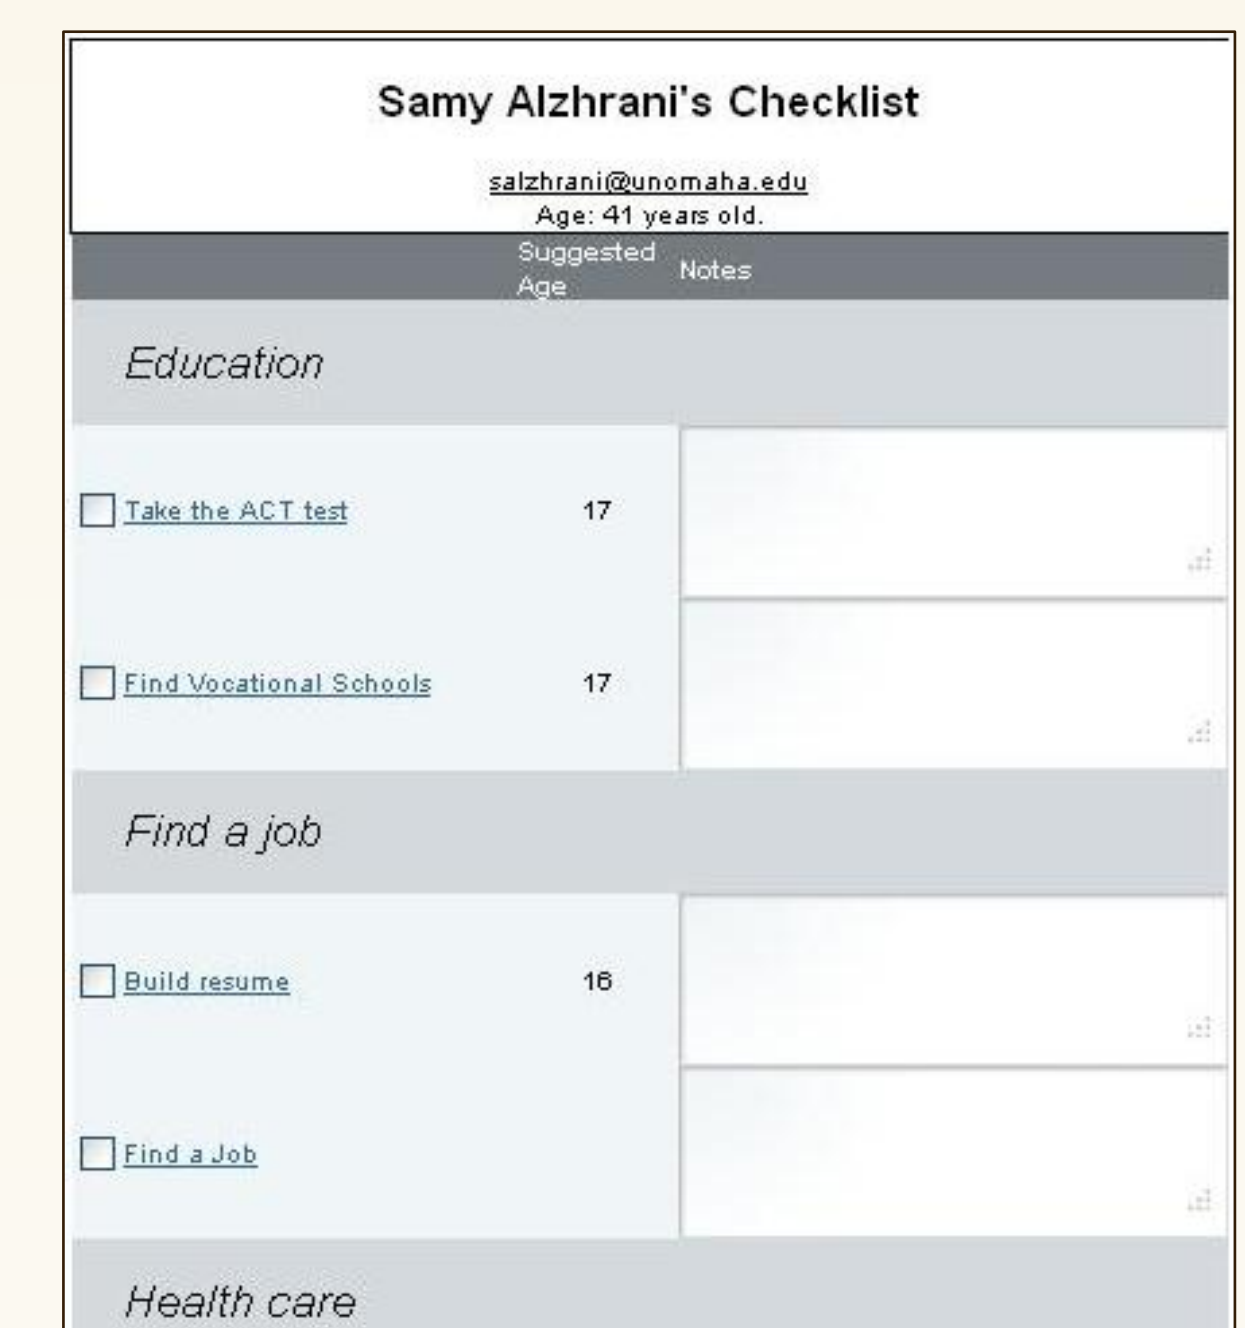 Samy Alzhrani's Checklist
salzhrani@unomaha.edu
Age: 41 years old.
Suggested Age Notes
Education
Take the ACT test 17
Find Vocational Schools 17
Find a job
Build resume 16
Find a Job
Health care